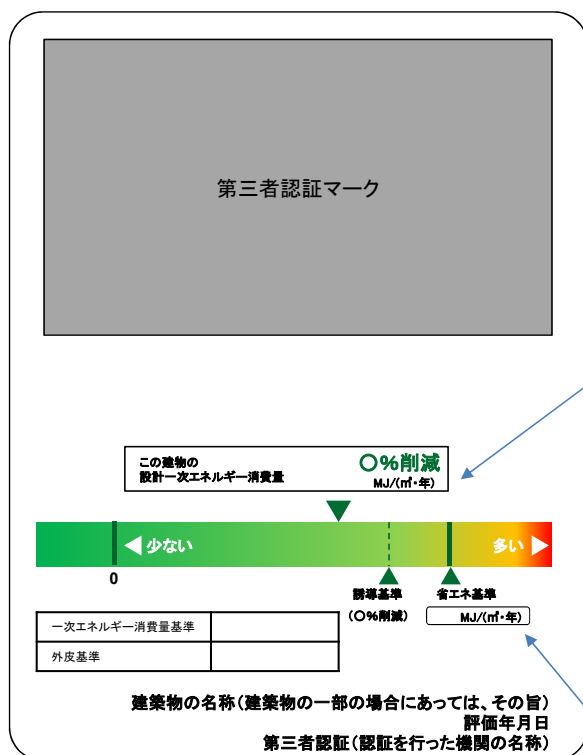 第三者認証マーク
この建物の
設計一次エネルギー消費量
〇%削減
MJ/(㎡・年)
少ない
多い
0
誘導基準
(〇%削減)
省エネ基準
MJ/(㎡・年)
一次エネルギー消費量基準
外皮基準
建築物の名称(建築物の一部の場合にあっては、その旨)
評価年月日
第三者認証(認証を行った機関の名称)